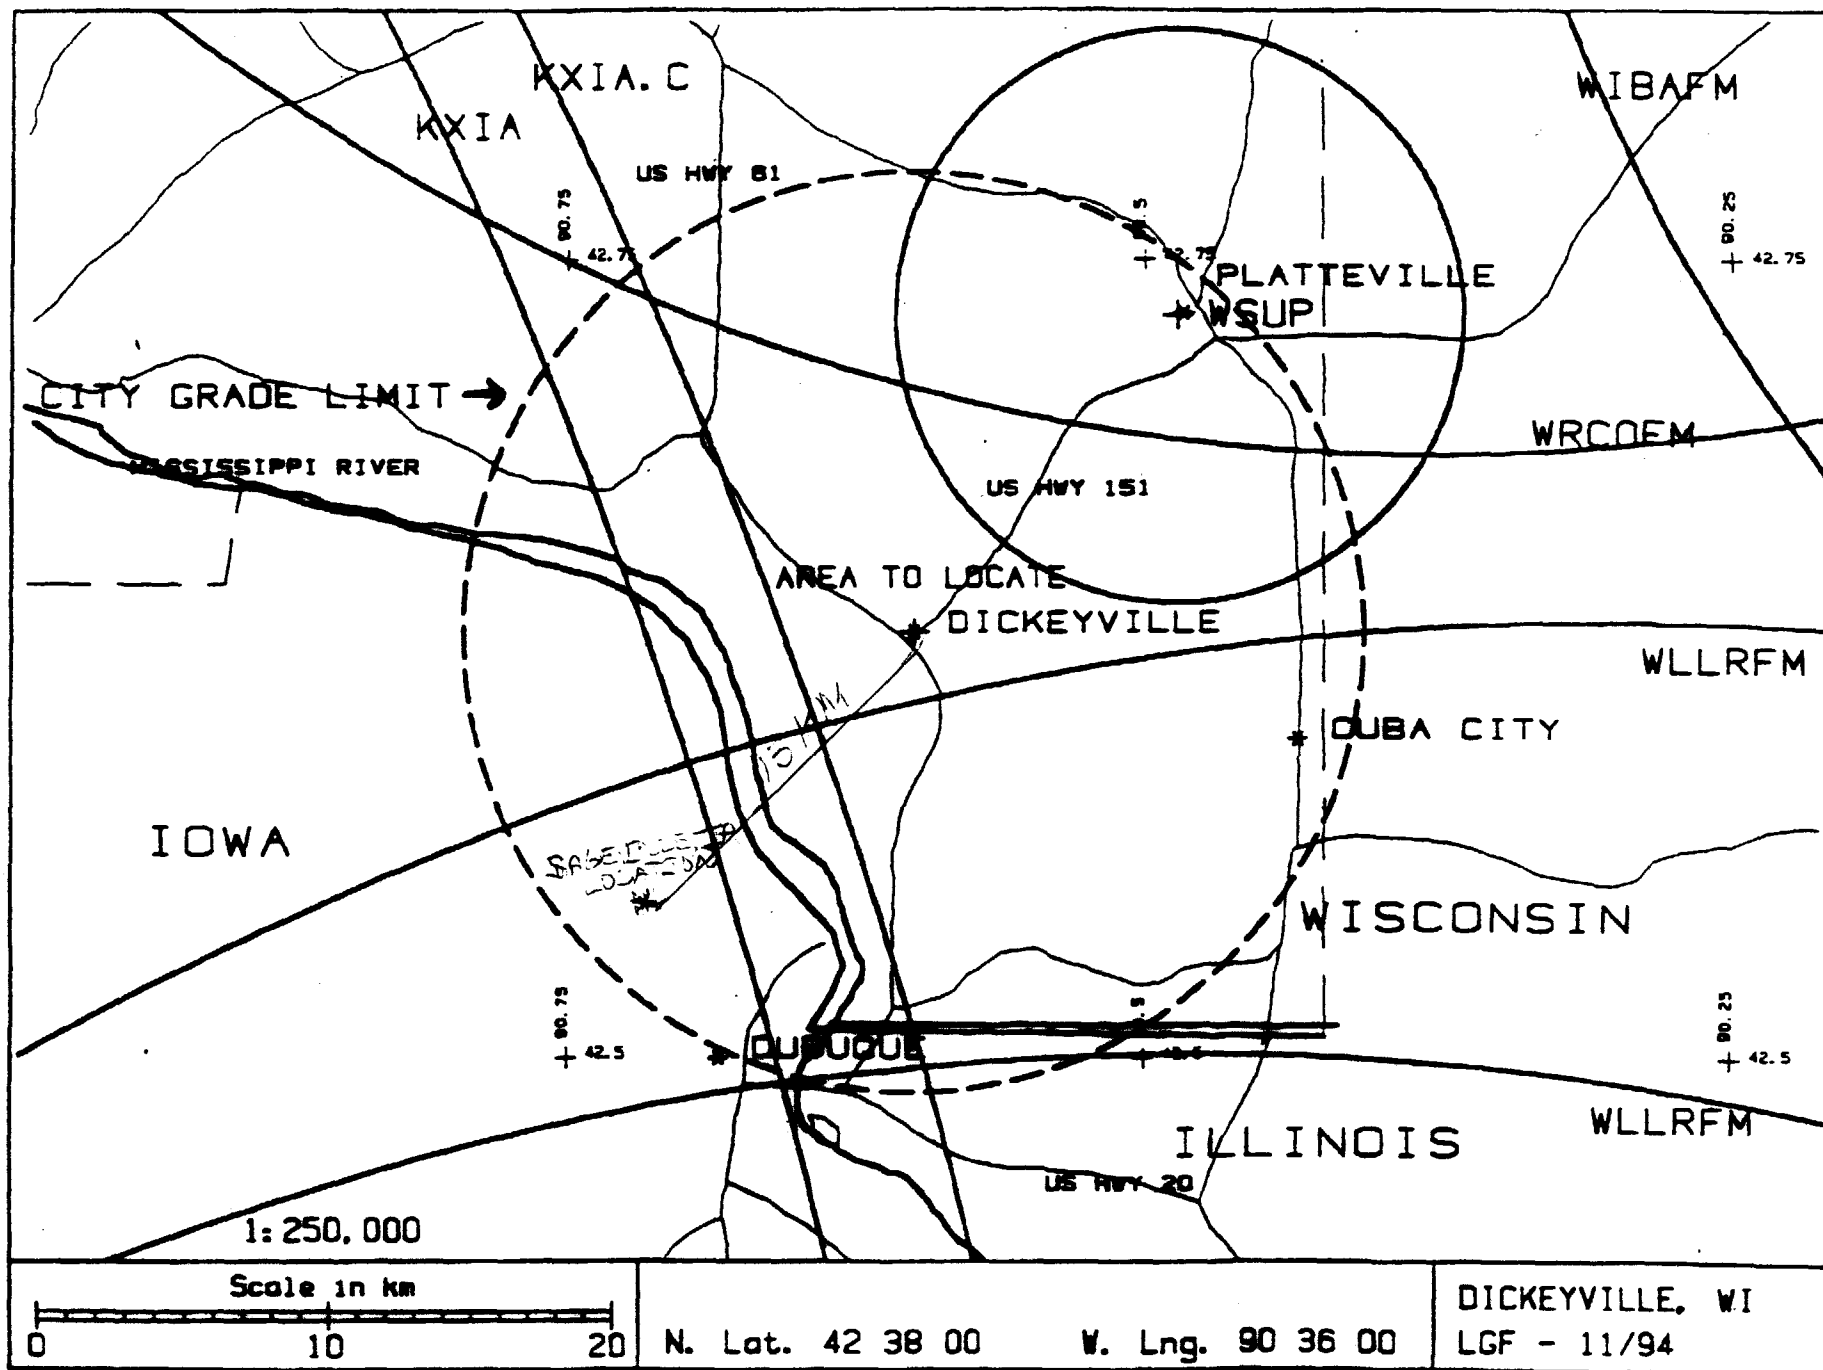 KXIA. C
WIBAFM
KXIA
US HWY 61
90.75
42.75
.5
90.25
42.75
PLATTEVILLE
WSUP
CITY GRADE LIMIT →
WRCOFM
MISSISSIPPI RIVER
US HWY 151
AREA TO LOCATE
DICKEYVILLE
WLLRFM
15 KM
CUBA CITY
IOWA
WISCONSIN
90.75
42.5
.5
90.25
42.5
DUBUQUE
WLLRFM
ILLINOIS
US HWY 20
1: 250,000
Scale in km
0 10 20
N. Lat. 42 38 00 W. Lng. 90 36 00
DICKEYVILLE, WI
LGF - 11/94